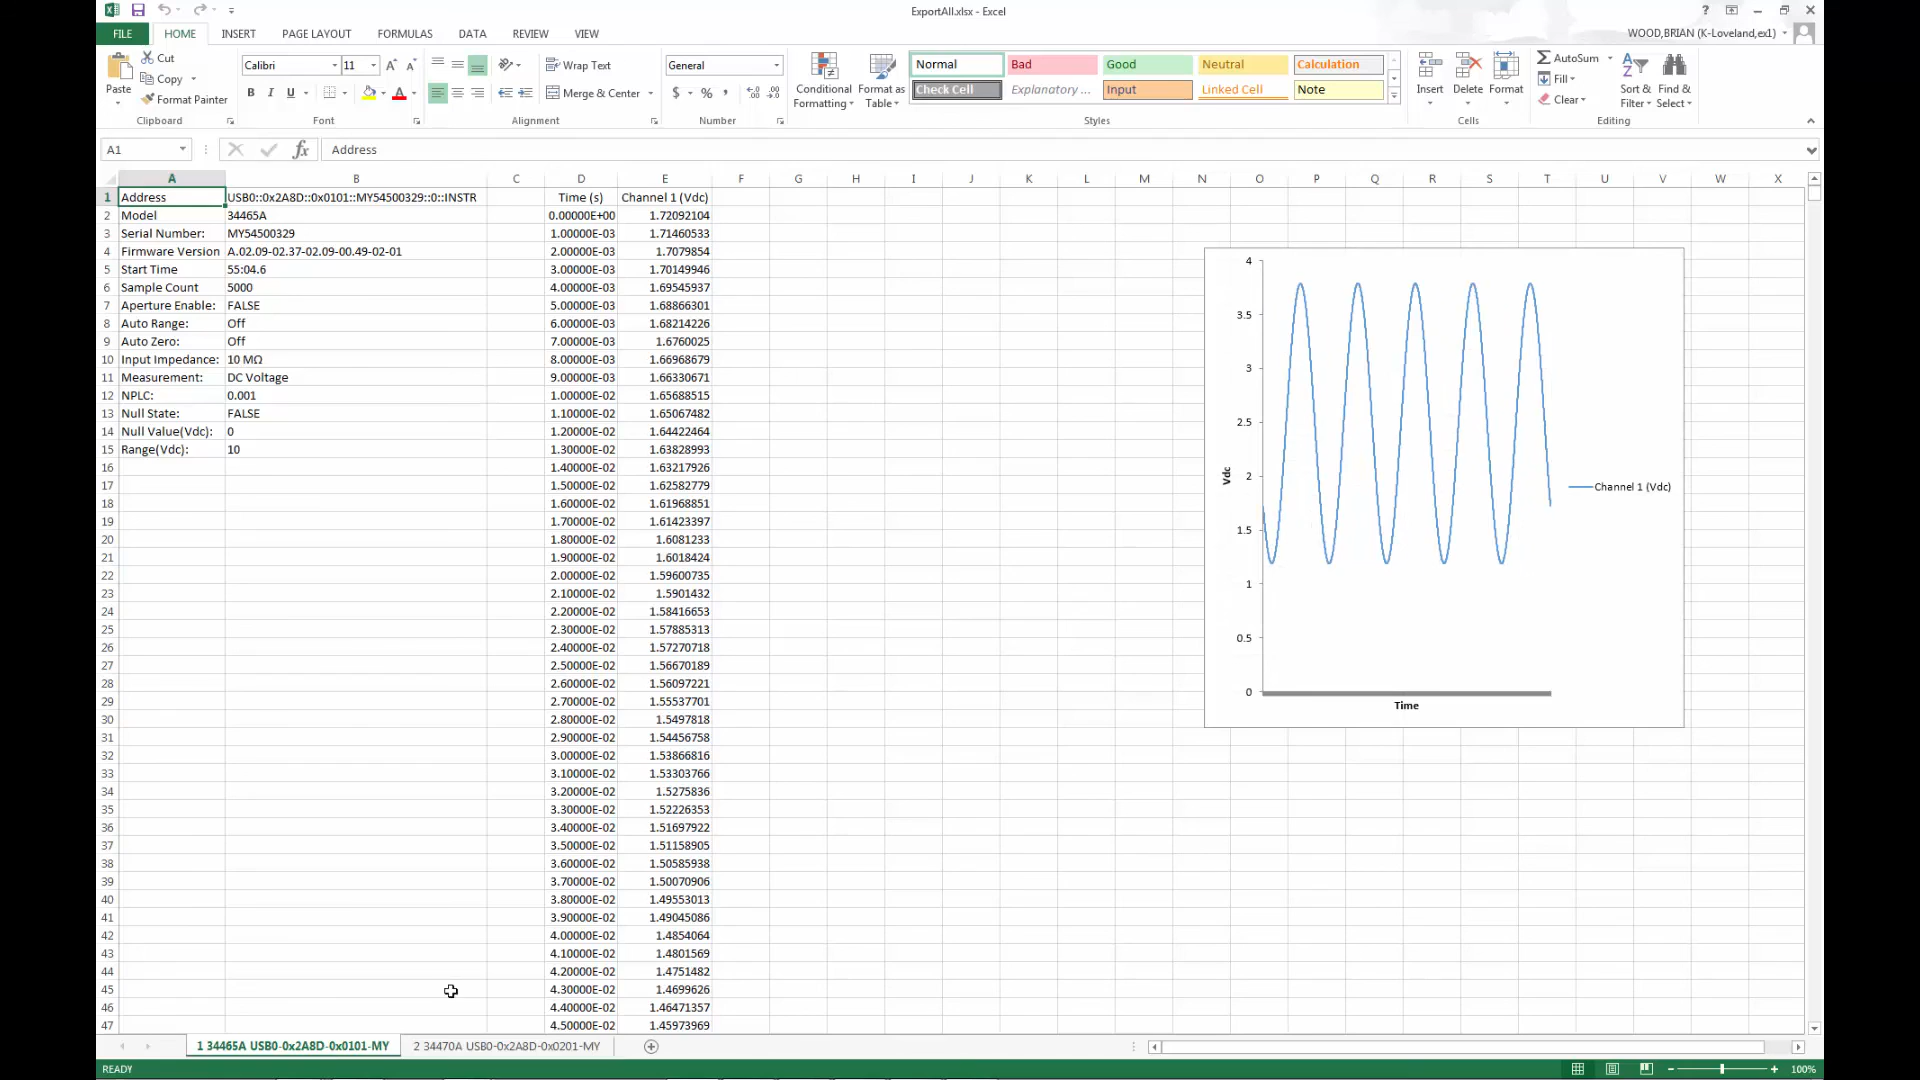 ExportAll.xlsx - Excel
FILE HOME INSERT PAGE LAYOUT FORMULAS DATA REVIEW VIEW WOOD,BRIAN (K-Loveland,ex1)
Paste
Cut
Copy
Format Painter
Clipboard
Calibri 11
B I U
Font
Wrap Text
Merge & Center
Alignment
General
$ % ,
Number
Conditional Formatting
Format as Table
Normal Bad Good Neutral Calculation
Check Cell Explanatory ... Input Linked Cell Note
Styles
Insert Delete Format
Cells
AutoSum
Fill
Clear
Sort & Filter
Find & Select
Editing
A1 fx Address
A B C D E F G H I J K L M N O P Q R S T U V W X
1 Address USB0::0x2A8D::0x0101::MY54500329::0::INSTR Time (s) Channel 1 (Vdc)
2 Model 34465A 0.00000E+00 1.72092104
3 Serial Number: MY54500329 1.00000E-03 1.71460533
4 Firmware Version A.02.09-02.37-02.09-00.49-02-01 2.00000E-03 1.7079854
5 Start Time 55:04.6 3.00000E-03 1.70149946
6 Sample Count 5000 4.00000E-03 1.69545937
7 Aperture Enable: FALSE 5.00000E-03 1.68866301
8 Auto Range: Off 6.00000E-03 1.68214226
9 Auto Zero: Off 7.00000E-03 1.6760025
10 Input Impedance: 10 MΩ 8.00000E-03 1.66968679
11 Measurement: DC Voltage 9.00000E-03 1.66330671
12 NPLC: 0.001 1.00000E-02 1.65688515
13 Null State: FALSE 1.10000E-02 1.65067482
14 Null Value(Vdc): 0 1.20000E-02 1.64422464
15 Range(Vdc): 10 1.30000E-02 1.63828993
16 1.40000E-02 1.63217926
17 1.50000E-02 1.62582779
18 1.60000E-02 1.61968851
19 1.70000E-02 1.61423397
20 1.80000E-02 1.6081233
21 1.90000E-02 1.6018424
22 2.00000E-02 1.59600735
23 2.10000E-02 1.5901432
24 2.20000E-02 1.58416653
25 2.30000E-02 1.57885313
26 2.40000E-02 1.57270718
27 2.50000E-02 1.56670189
28 2.60000E-02 1.56097221
29 2.70000E-02 1.55537701
30 2.80000E-02 1.5497818
31 2.90000E-02 1.54456758
32 3.00000E-02 1.53866816
33 3.10000E-02 1.53303766
34 3.20000E-02 1.5275836
35 3.30000E-02 1.52226353
36 3.40000E-02 1.51697922
37 3.50000E-02 1.51158905
38 3.60000E-02 1.50585938
39 3.70000E-02 1.50070906
40 3.80000E-02 1.49553013
41 3.90000E-02 1.49045086
42 4.00000E-02 1.4854064
43 4.10000E-02 1.4801569
44 4.20000E-02 1.4751482
45 4.30000E-02 1.4699626
46 4.40000E-02 1.46471357
47 4.50000E-02 1.45973969
4
3.5
3
2.5
2
1.5
1
0.5
0
Vdc
Time
Channel 1 (Vdc)
1 34465A USB0-0x2A8D-0x0101-MY 2 34470A USB0-0x2A8D-0x0201-MY
READY 100%